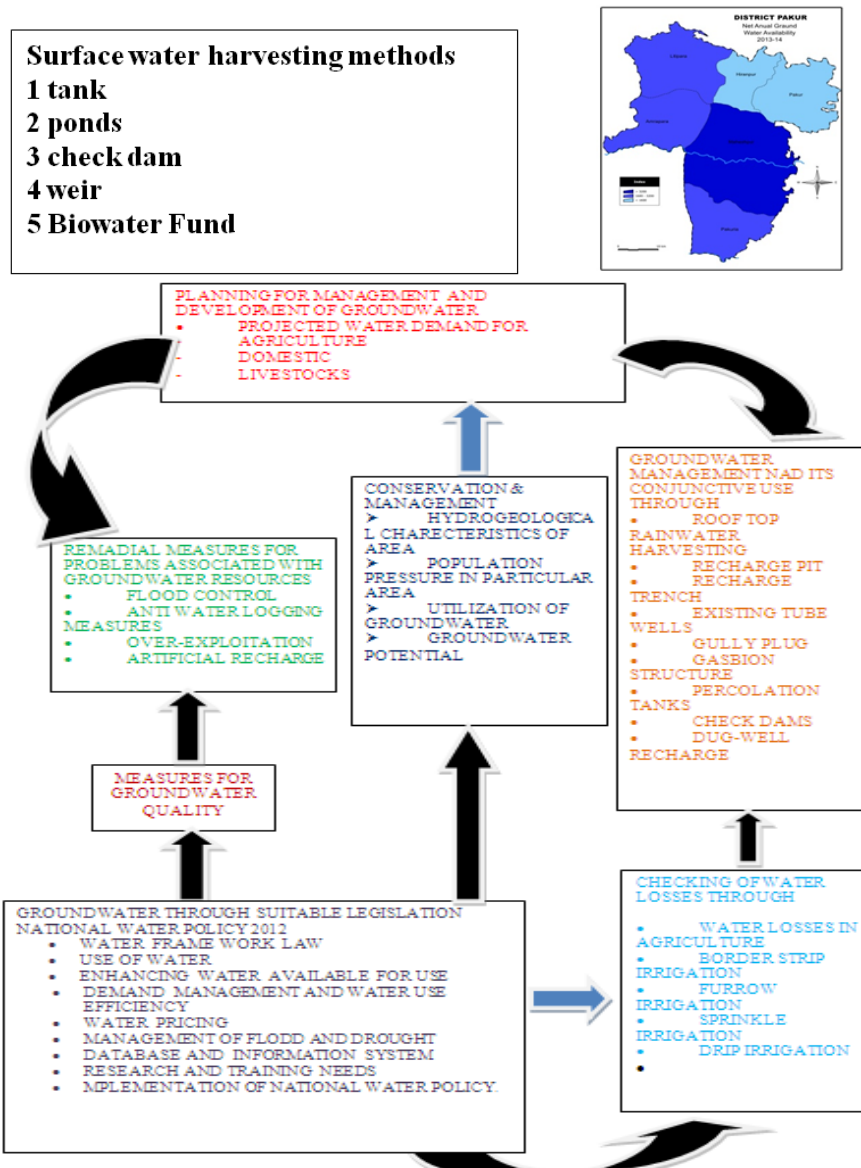 Surface water harvesting methods
1 tank
2 ponds
3 check dam
4 weir
5 Biowater Fund
DISTRICT PAKUR
Net Anual Ground
Water Availability
2013-14
Litipara
Hiranpur
Pakur
Amrapara
Pakuria
PLANNING FOR MANAGEMENT AND
DEVELOPMENT OF GROUNDWATER
• PROJECTED WATER DEMAND FOR
- AGRICULTURE
- DOMESTIC
- LIVESTOCKS
REMADIAL MEASURES FOR
PROBLEMS ASSOCIATED WITH
GROUNDWATER RESOURCES
• FLOOD CONTROL
• ANTI WATER LOGGING
MEASURES
• OVER-EXPLOITATION
• ARTIFICIAL RECHARGE
CONSERVATION &
MANAGEMENT
➤ HYDROGEOLOGICA
L CHARECTERISTICS OF
AREA
➤ POPULATION
PRESSURE IN PARTICULAR
AREA
➤ UTILIZATION OF
GROUNDWATER
➤ GROUNDWATER
POTENTIAL
GROUNDWATER
MANAGEMENT NAD ITS
CONJUNCTIVE USE
THROUGH
• ROOF TOP
RAINWATER
HARVESTING
• RECHARGE PIT
• RECHARGE
TRENCH
• EXISTING TUBE
WELLS
• GULLY PLUG
• GASBION
STRUCTURE
• PERCOLATION
TANKS
• CHECK DAMS
• DUG-WELL
RECHARGE
MEASURES FOR
GROUNDWATER
QUALITY
GROUNDWATER THROUGH SUITABLE LEGISLATION
NATIONAL WATER POLICY 2012
• WATER FRAME WORK LAW
• USE OF WATER
• ENHANCING WATER AVAILABLE FOR USE
• DEMAND MANAGEMENT AND WATER USE
EFFICIENCY
• WATER PRICING
• MANAGEMENT OF FLODD AND DROUGHT
• DATABASE AND INFORMATION SYSTEM
• RESEARCH AND TRAINING NEEDS
• MPLEMENTATION OF NATIONAL WATER POLICY.
CHECKING OF WATER
LOSSES THROUGH
• WATER LOSSES IN
AGRICULTURE
• BORDER STRIP
IRRIGATION
• FURROW
IRRIGATION
• SPRINKLE
IRRIGATION
• DRIP IRRIGATION
•